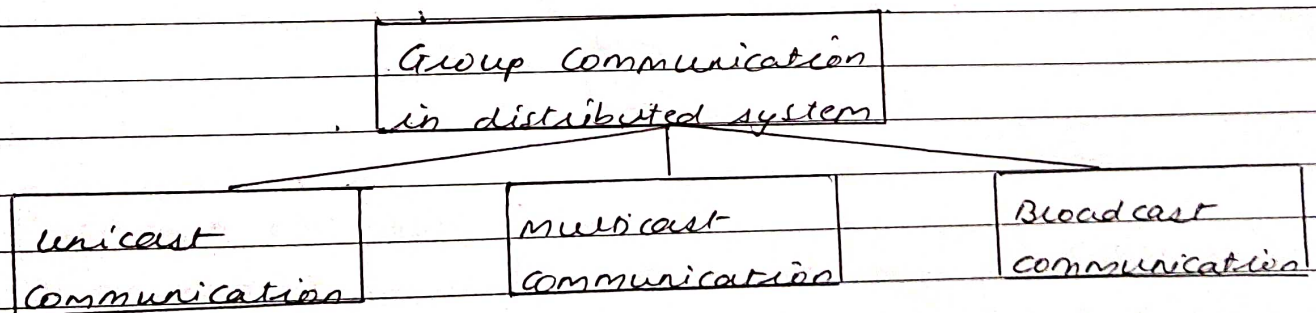 Group Communication
in distributed system
Unicast
Communication
Multicast
Communication
Broadcast
communication